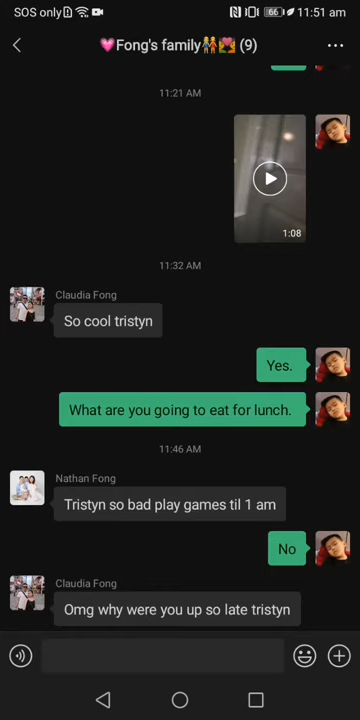 SOS only 66 11:51 am
💗Fong's family👫💑 (9)
11:21 AM
1:08
11:32 AM
Claudia Fong
So cool tristyn
Yes.
What are you going to eat for lunch.
11:46 AM
Nathan Fong
Tristyn so bad play games til 1 am
No
Claudia Fong
Omg why were you up so late tristyn